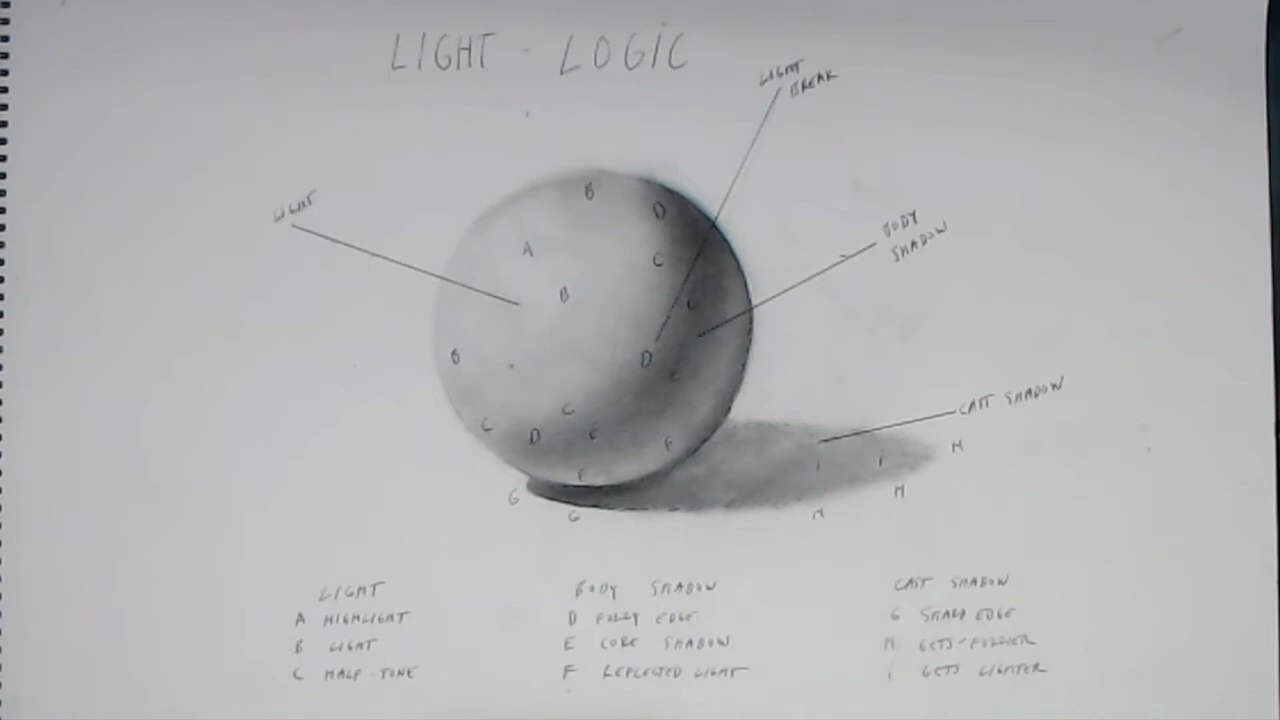 LIGHT - LOGIC
LIGHT
BREAK
LIGHT
BODY
SHADOW
CAST SHADOW
B
D
A
C
B
E
B
D
E
C
C
D
E
F
F
G
G
H
I
I
H
H
LIGHT
A HIGHLIGHT
B LIGHT
C HALF-TONE
BODY SHADOW
D FUZZY EDGE
E CORE SHADOW
F REFLECTED LIGHT
CAST SHADOW
G SHARP EDGE
H GETS FUZZIER
I GETS LIGHTER